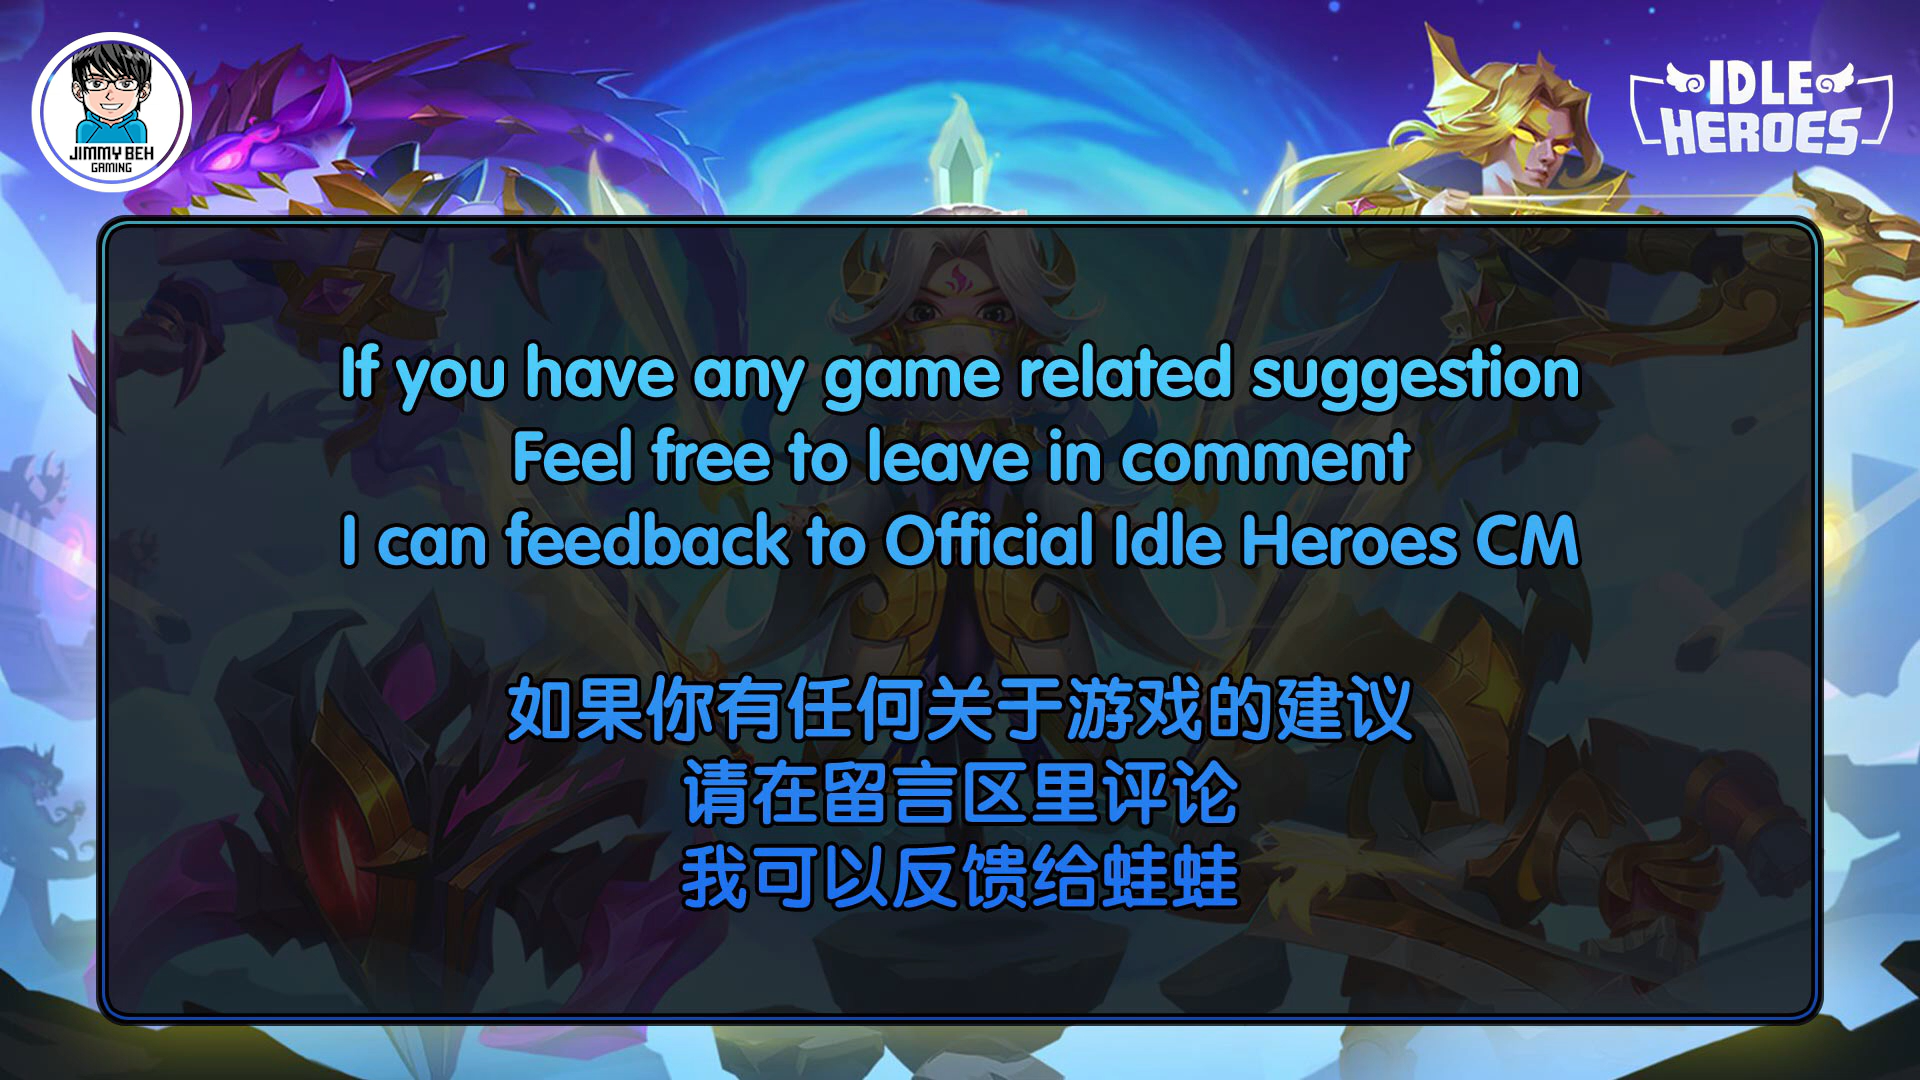 JIMMY BEH
GAMING
IDLE
HEROES
If you have any game related suggestion
Feel free to leave in comment
I can feedback to Official Idle Heroes CM
如果你有任何关于游戏的建议
请在留言区里评论
我可以反馈给蛙蛙